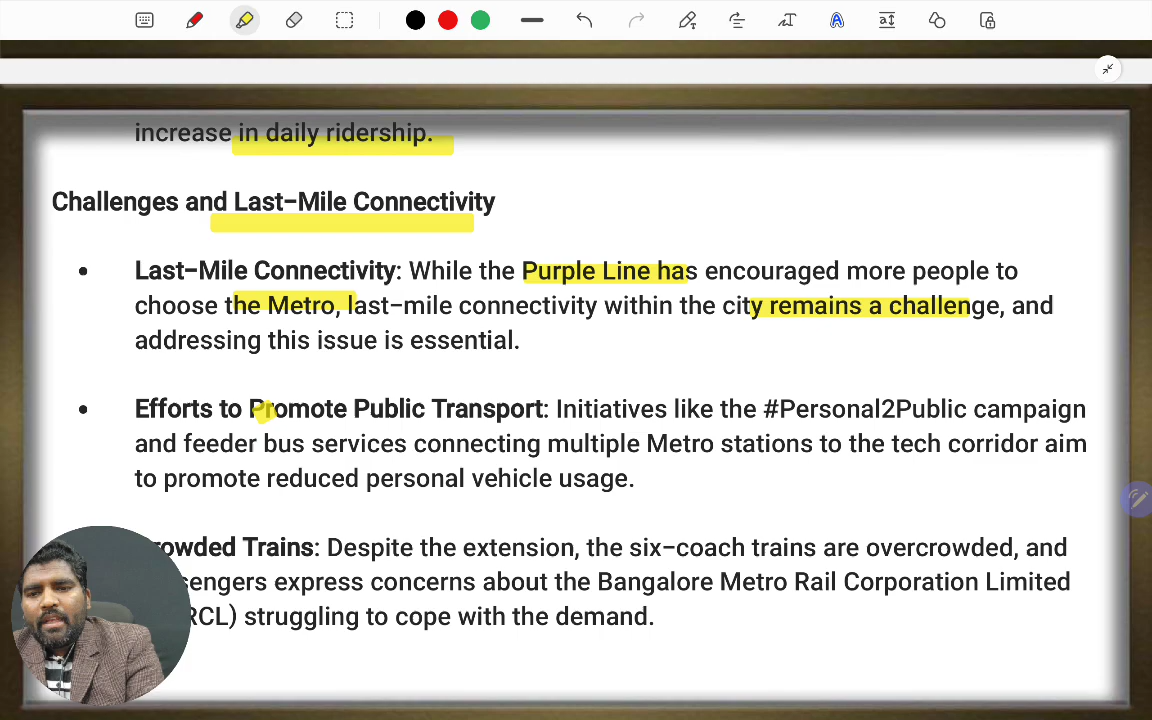 increase in daily ridership.
Challenges and Last-Mile Connectivity
• Last-Mile Connectivity: While the Purple Line has encouraged more people to
choose the Metro, last-mile connectivity within the city remains a challenge, and
addressing this issue is essential.
• Efforts to Promote Public Transport: Initiatives like the #Personal2Public campaign
and feeder bus services connecting multiple Metro stations to the tech corridor aim
to promote reduced personal vehicle usage.
rowded Trains: Despite the extension, the six-coach trains are overcrowded, and
sengers express concerns about the Bangalore Metro Rail Corporation Limited
RCL) struggling to cope with the demand.